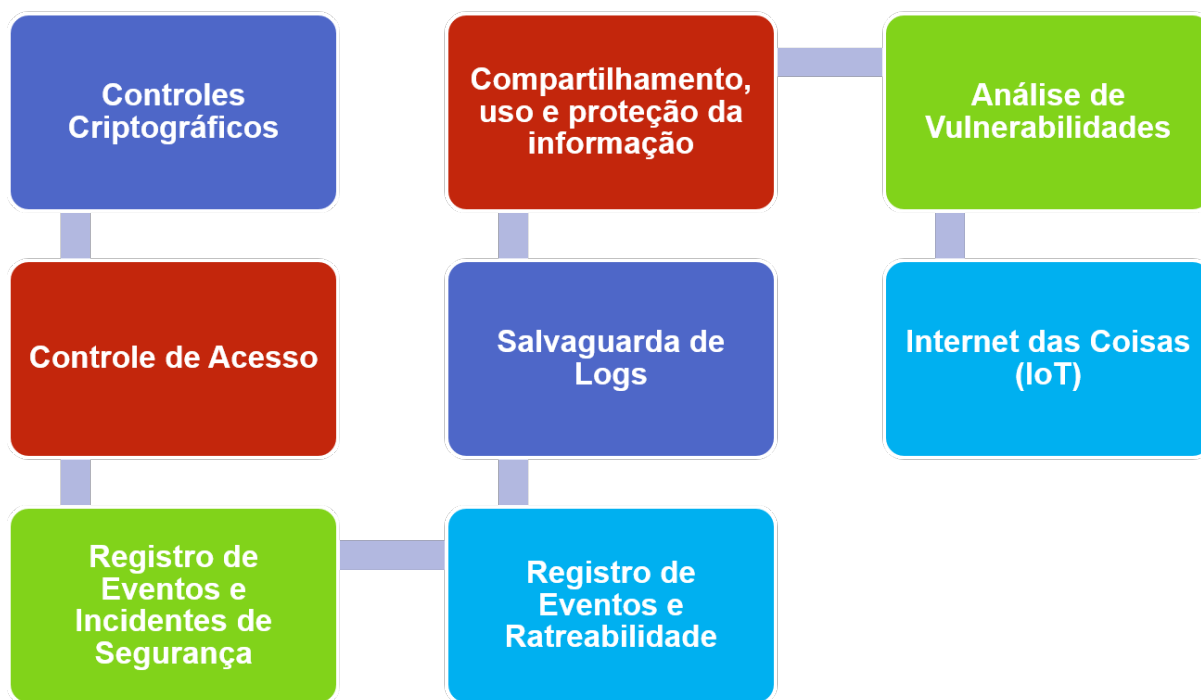 Controles
Criptográficos
Controle de Acesso
Registro de
Eventos e
Incidentes de
Segurança
Registro de
Eventos e
Ratreabilidade
Salvaguarda de
Logs
Compartilhamento,
uso e proteção da
informação
Análise de
Vulnerabilidades
Internet das Coisas
(IoT)